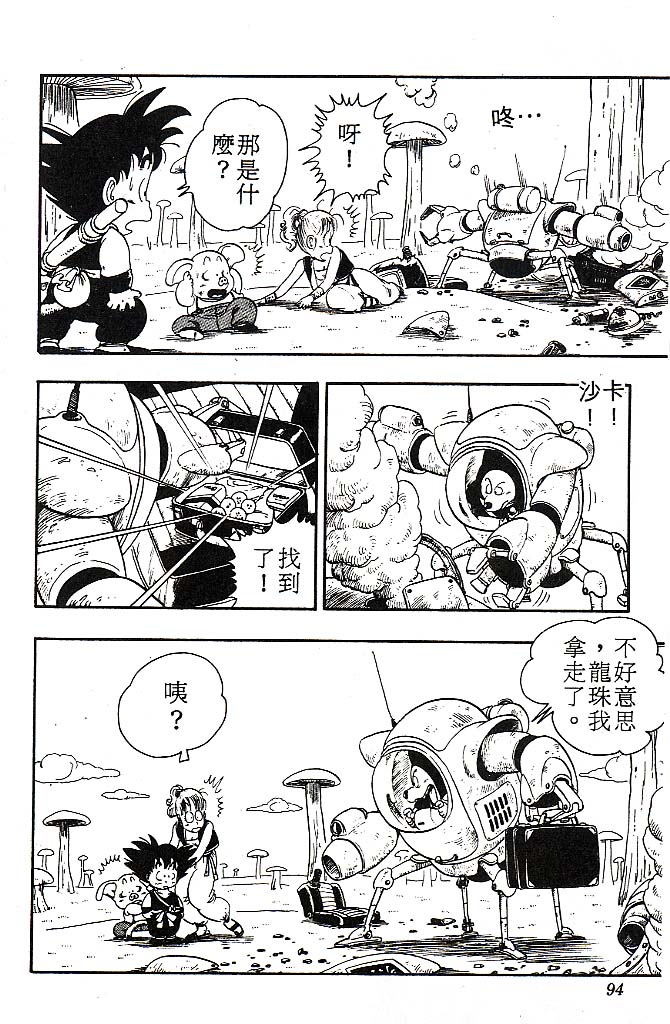 咚…
呀！
那是什
麼？
卡！
沙！
找到
了！
不好意思
，龍珠我
拿走了。
咦？
94